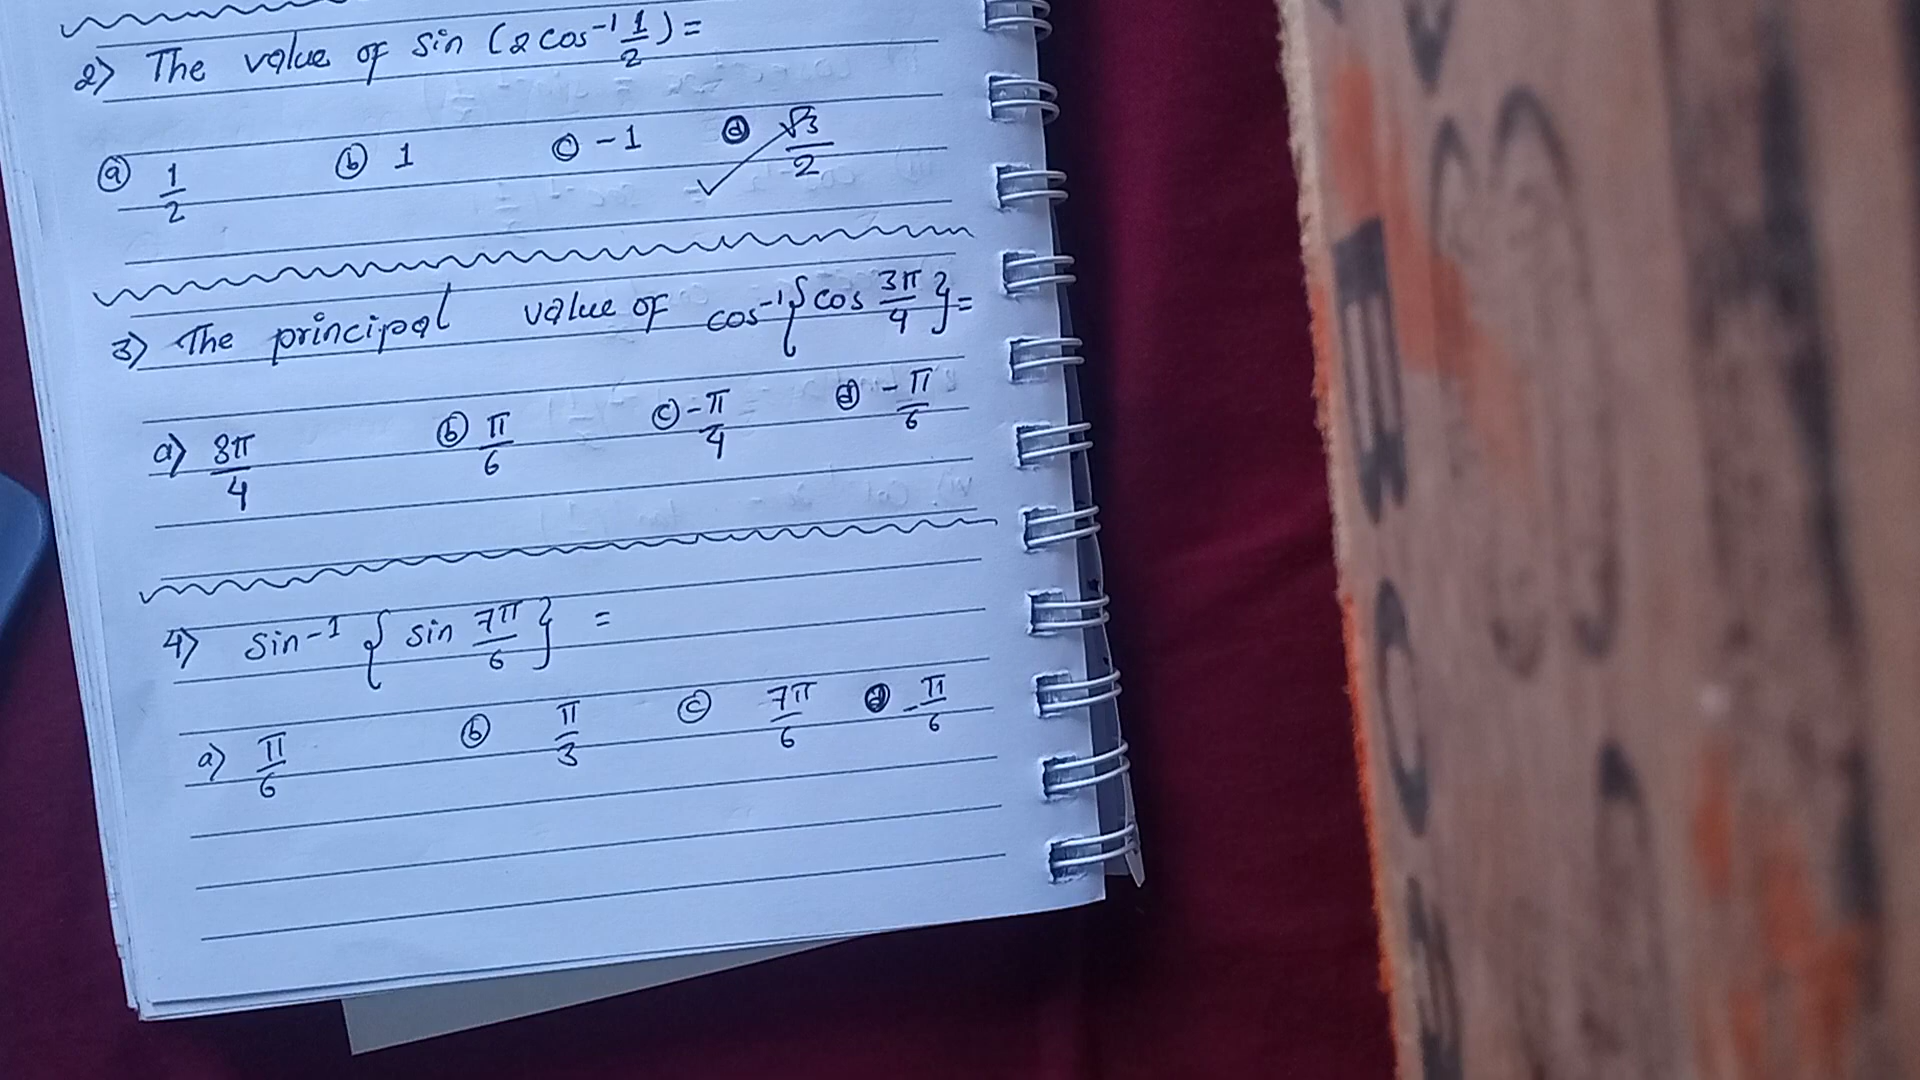 2) The value of sin (2 cos⁻¹ 1/2) =
ⓐ 1/2 ⓑ 1 ⓒ -1 ⓓ √3/2
3) The principal value of cos⁻¹{cos 3π/4} =
a) 3π/4 ⓑ π/6 ⓒ -π/4 ⓓ -π/6
4) sin⁻¹ {sin 7π/6} =
a) π/6 ⓑ π/3 ⓒ 7π/6 ⓓ -π/6